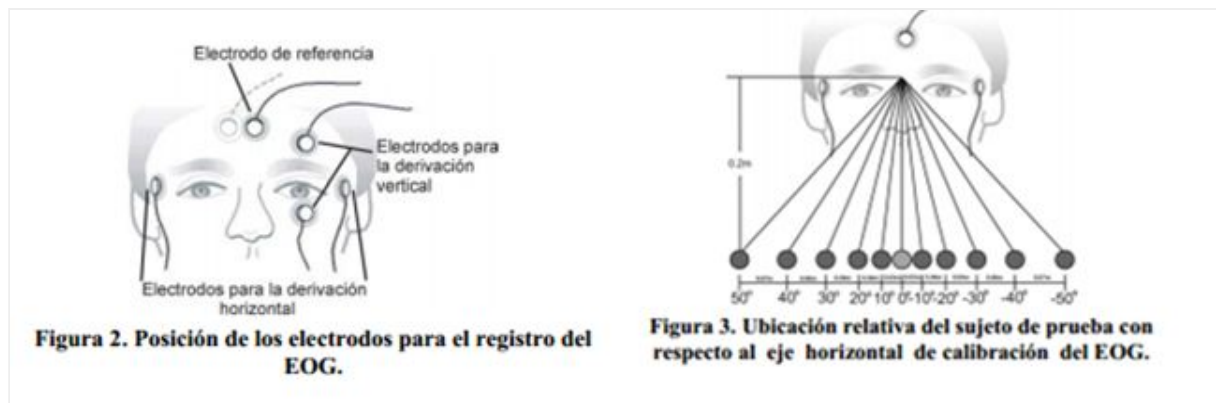 Electrodo de referencia
Electrodos para
la derivación
vertical
Electrodos para la derivación
horizontal
Figura 2. Posición de los electrodos para el registro del
EOG.
0.2m
50° 40° 30° 20° 10° 0° -10° -20° -30° -40° -50°
Figura 3. Ubicación relativa del sujeto de prueba con
respecto al eje horizontal de calibración del EOG.